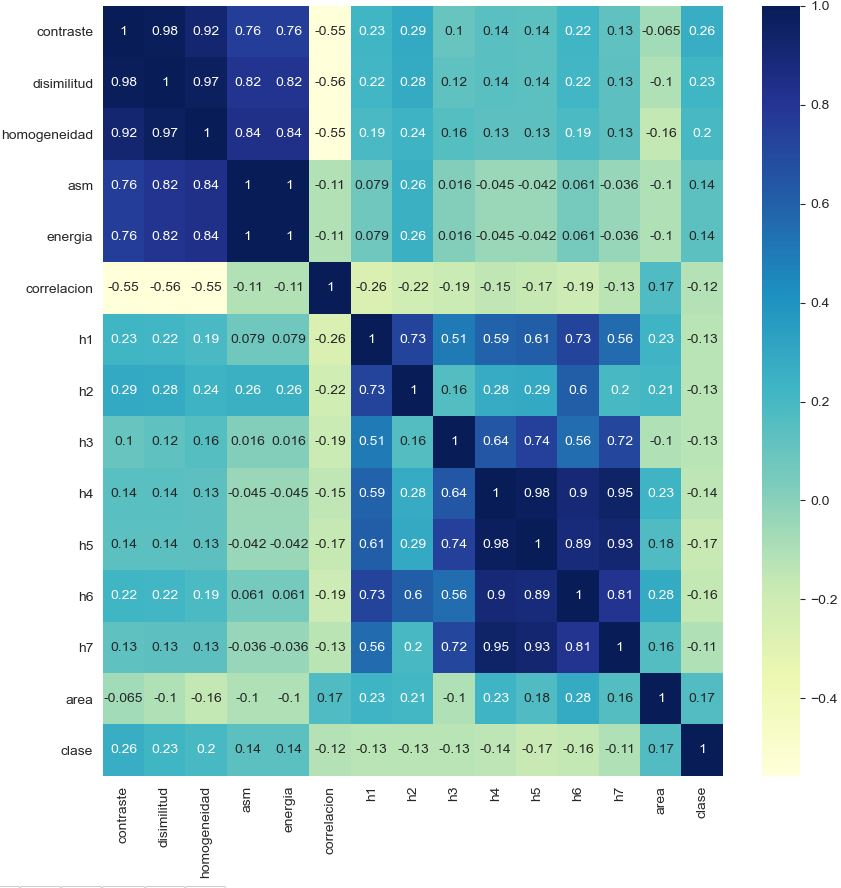 contraste 1 0.98 0.92 0.76 0.76 -0.55 0.23 0.29 0.1 0.14 0.14 0.22 0.13 -0.065 0.26
disimilitud 0.98 1 0.97 0.82 0.82 -0.56 0.22 0.28 0.12 0.14 0.14 0.22 0.13 -0.1 0.23
homogeneidad 0.92 0.97 1 0.84 0.84 -0.55 0.19 0.24 0.16 0.13 0.13 0.19 0.13 -0.16 0.2
asm 0.76 0.82 0.84 1 1 -0.11 0.079 0.26 0.016 -0.045 -0.042 0.061 -0.036 -0.1 0.14
energia 0.76 0.82 0.84 1 1 -0.11 0.079 0.26 0.016 -0.045 -0.042 0.061 -0.036 -0.1 0.14
correlacion -0.55 -0.56 -0.55 -0.11 -0.11 1 -0.26 -0.22 -0.19 -0.15 -0.17 -0.19 -0.13 0.17 -0.12
h1 0.23 0.22 0.19 0.079 0.079 -0.26 1 0.73 0.51 0.59 0.61 0.73 0.56 0.23 -0.13
h2 0.29 0.28 0.24 0.26 0.26 -0.22 0.73 1 0.16 0.28 0.29 0.6 0.2 0.21 -0.13
h3 0.1 0.12 0.16 0.016 0.016 -0.19 0.51 0.16 1 0.64 0.74 0.56 0.72 -0.1 -0.13
h4 0.14 0.14 0.13 -0.045 -0.045 -0.15 0.59 0.28 0.64 1 0.98 0.9 0.95 0.23 -0.14
h5 0.14 0.14 0.13 -0.042 -0.042 -0.17 0.61 0.29 0.74 0.98 1 0.89 0.93 0.18 -0.17
h6 0.22 0.22 0.19 0.061 0.061 -0.19 0.73 0.6 0.56 0.9 0.89 1 0.81 0.28 -0.16
h7 0.13 0.13 0.13 -0.036 -0.036 -0.13 0.56 0.2 0.72 0.95 0.93 0.81 1 0.16 -0.11
area -0.065 -0.1 -0.16 -0.1 -0.1 0.17 0.23 0.21 -0.1 0.23 0.18 0.28 0.16 1 0.17
clase 0.26 0.23 0.2 0.14 0.14 -0.12 -0.13 -0.13 -0.13 -0.14 -0.17 -0.16 -0.11 0.17 1
contraste disimilitud homogeneidad asm energia correlacion h1 h2 h3 h4 h5 h6 h7 area clase
1.0
0.8
0.6
0.4
0.2
0.0
−0.2
−0.4